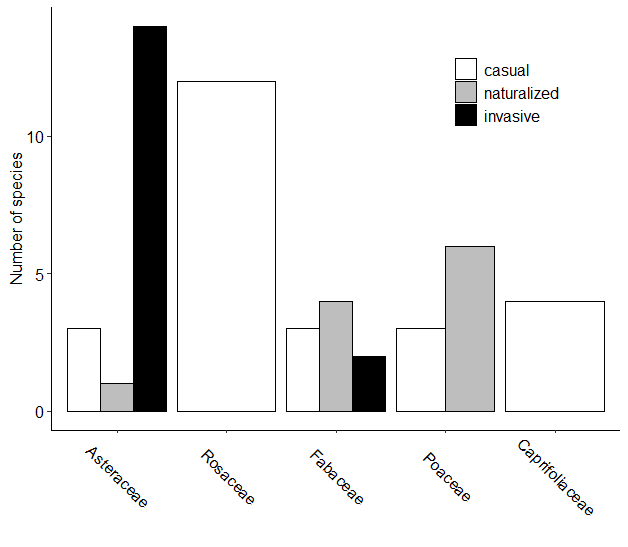 casual
naturalized
invasive
Number of species
10
5
0
Asteraceae
Rosaceae
Fabaceae
Poaceae
Caprifoliaceae